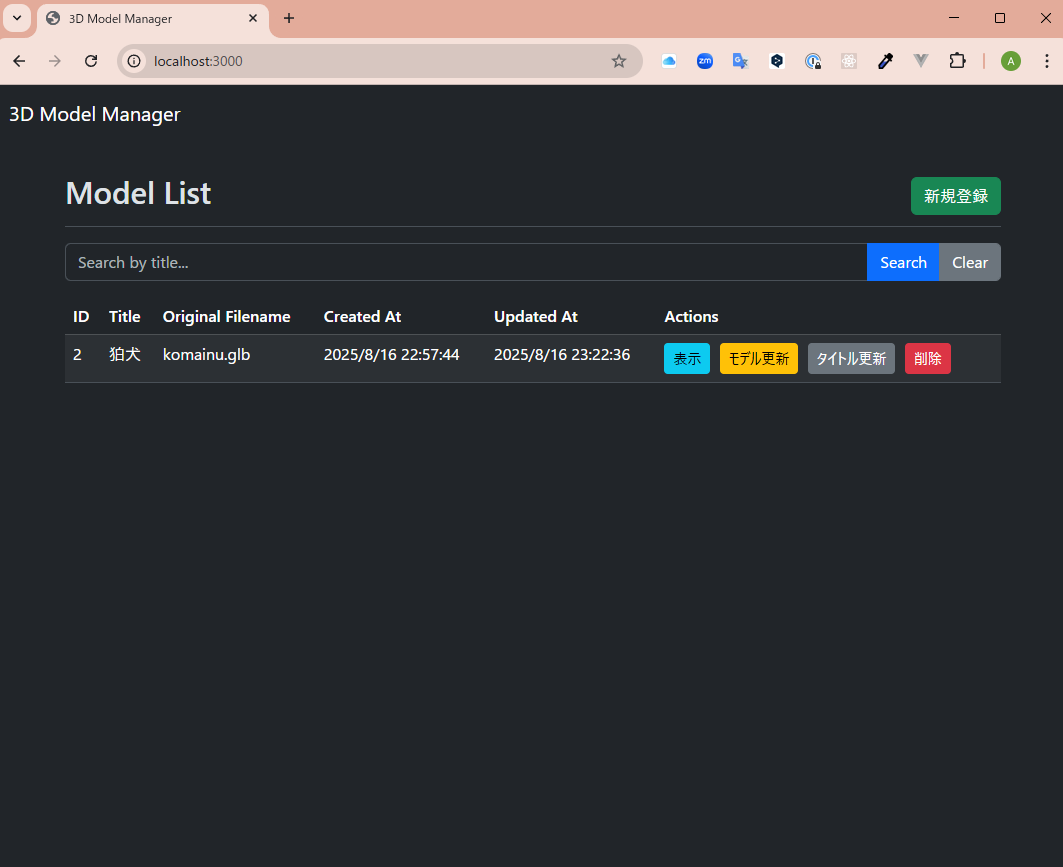 3D Model Manager
localhost:3000
zm
G
A
3D Model Manager
Model List
新規登録
Search by title...
Search Clear
ID Title Original Filename Created At Updated At Actions
2 狛犬 komainu.glb 2025/8/16 22:57:44 2025/8/16 23:22:36 表示 モデル更新 タイトル更新 削除